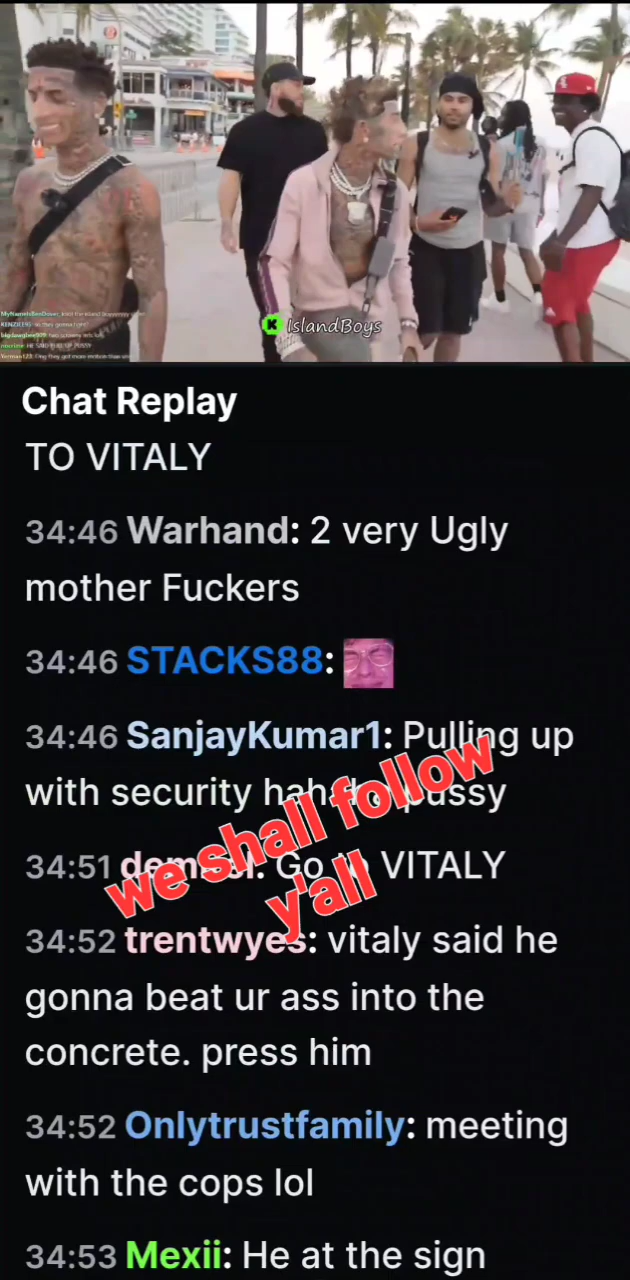 K IslandBoys
Chat Replay
TO VITALY
34:46 Warhand: 2 very Ugly
mother Fuckers
34:46 STACKS88:
34:46 SanjayKumar1: Pulling up
with security pussy
we shall follow
y'all
34:51 Go VITALY
34:52 trentwyes: vitaly said he
gonna beat ur ass into the
concrete. press him
34:52 Onlytrustfamily: meeting
with the cops lol
34:53 Mexii: He at the sign